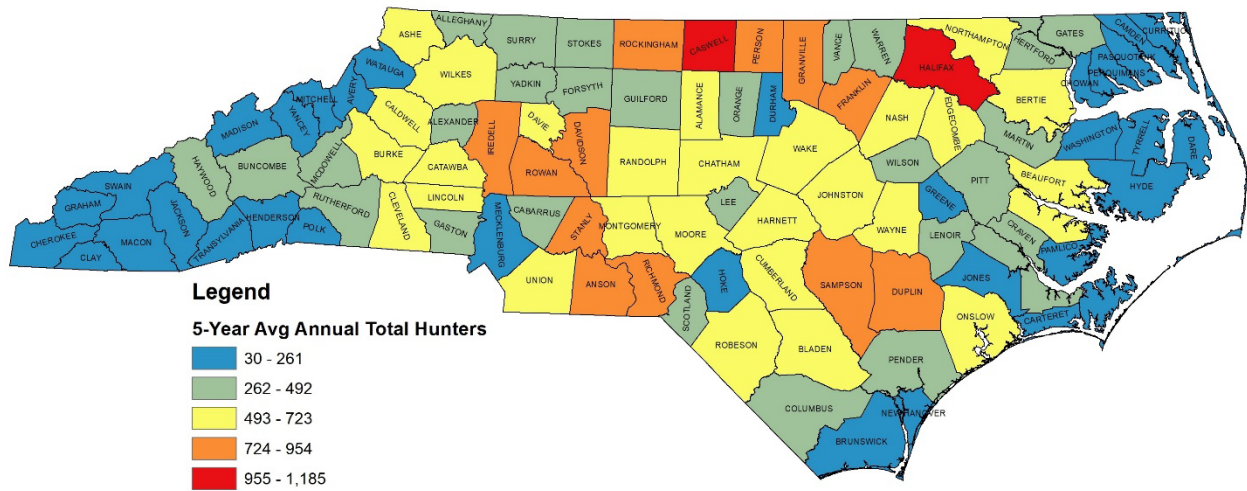 ALLEGHANY
ASHE
SURRY
STOKES
ROCKINGHAM
CASWELL
PERSON
GRANVILLE
VANCE
WARREN
HALIFAX
NORTHAMPTON
HERTFORD
GATES
CAMDEN
CURRITUCK
PASQUOTANK
PERQUIMANS
CHOWAN
WATAUGA
WILKES
YADKIN
FORSYTH
GUILFORD
ALAMANCE
ORANGE
DURHAM
FRANKLIN
NASH
EDGECOMBE
BERTIE
MITCHELL
AVERY
YANCEY
MADISON
CALDWELL
ALEXANDER
IREDELL
DAVIE
DAVIDSON
RANDOLPH
CHATHAM
WAKE
WILSON
MARTIN
WASHINGTON
TYRRELL
DARE
HAYWOOD
BUNCOMBE
MCDOWELL
BURKE
CATAWBA
ROWAN
JOHNSTON
PITT
BEAUFORT
HYDE
SWAIN
GRAHAM
JACKSON
HENDERSON
RUTHERFORD
CLEVELAND
LINCOLN
GASTON
MECKLENBURG
CABARRUS
STANLY
MONTGOMERY
MOORE
LEE
HARNETT
WAYNE
GREENE
LENOIR
CRAVEN
PAMLICO
CHEROKEE
CLAY
MACON
TRANSYLVANIA
POLK
UNION
ANSON
RICHMOND
SCOTLAND
HOKE
CUMBERLAND
SAMPSON
DUPLIN
JONES
CARTERET
ONSLOW
ROBESON
BLADEN
PENDER
COLUMBUS
NEW HANOVER
BRUNSWICK
Legend
5-Year Avg Annual Total Hunters
30 - 261
262 - 492
493 - 723
724 - 954
955 - 1,185